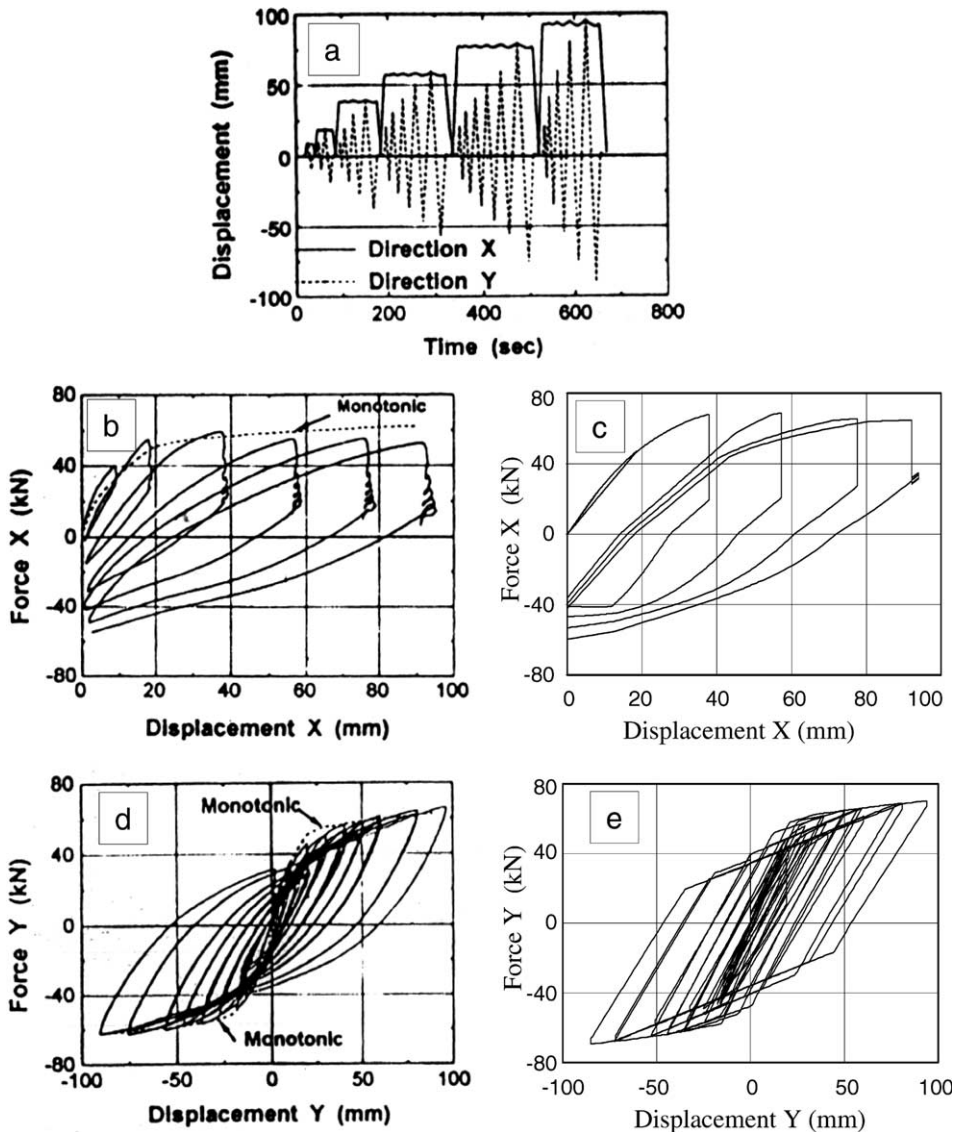 a
Displacement (mm)
100
50
0
-50
-100
Direction X
Direction Y
0 200 400 600 800
Time (sec)
b
Monotonic
Force X (kN)
80
40
0
-40
-80
0 20 40 60 80 100
Displacement X (mm)
c
Force X (kN)
80
40
0
-40
-80
0 20 40 60 80 100
Displacement X (mm)
d
Monotonic
Monotonic
Force Y (kN)
80
40
0
-40
-80
-100 -50 0 50 100
Displacement Y (mm)
e
Force Y (kN)
80
40
0
-40
-80
-100 -50 0 50 100
Displacement Y (mm)